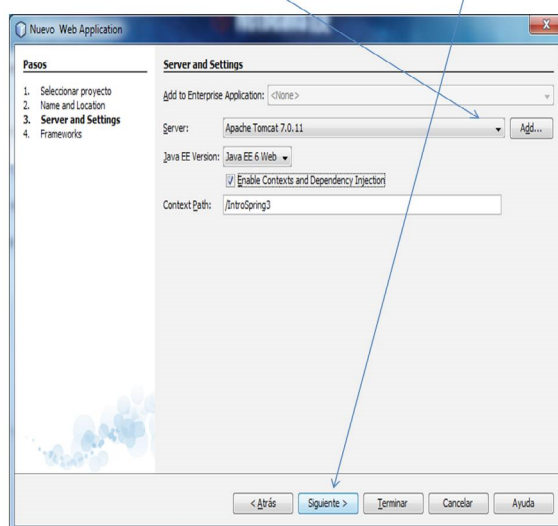 Nuevo Web Application
Pasos
1. Seleccionar proyecto
2. Name and Location
3. Server and Settings
4. Frameworks
Server and Settings
Add to Enterprise Application: <None>
Server: Apache Tomcat 7.0.11 Add...
Java EE Version: Java EE 6 Web
Enable Contexts and Dependency Injection
Context Path: /IntroSpring3
< Atrás Siguiente > Terminar Cancelar Ayuda